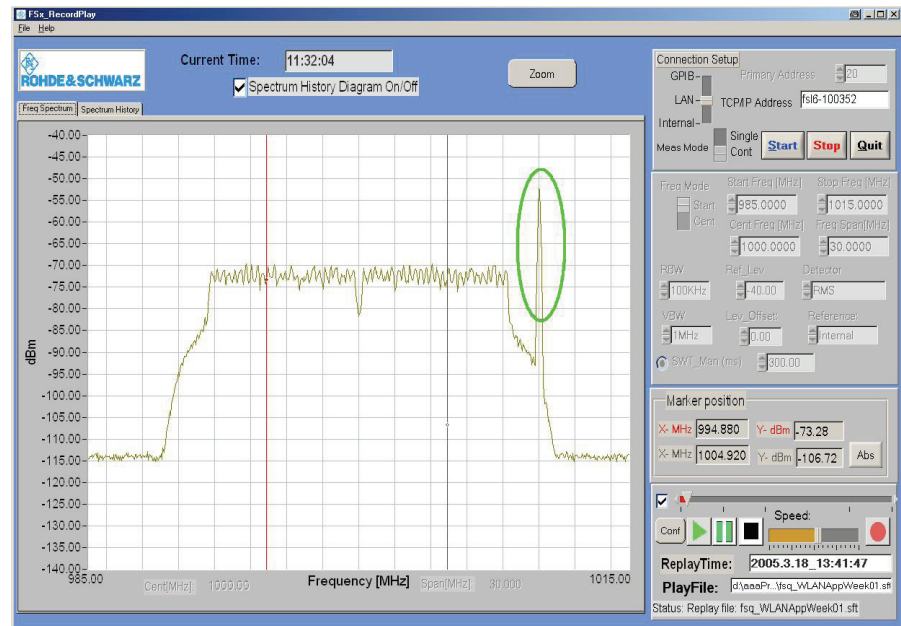 FSx_RecordPlay
File Help
ROHDE&SCHWARZ
Current Time: 11:32:04
Spectrum History Diagram On/Off
Zoom
Freq Spectrum Spectrum History
-40.00
-45.00
-50.00
-55.00
-60.00
-65.00
-70.00
-75.00
-80.00
-85.00
-90.00
-95.00
-100.00
-105.00
-110.00
-115.00
-120.00
-125.00
-130.00
-135.00
-140.00
dBm
985.00 1015.00
Cent[MHz]: 1000.00 Frequency [MHz] Span[MHz]: 30.000
Connection Setup
GPIB Primary Address 20
LAN TCP/IP Address fsl6-100352
Internal
Meas Mode Single
Cont
Start Stop Quit
Freq Mode Start Freq [MHz] Stop Freq [MHz]
Start 985.0000 1015.0000
Cent Cent Freq [MHz] Freq Span[MHz]
1000.0000 30.0000
RBW Ref_Lev Detector
100KHz -40.00 RMS
VBW Lev_Offset: Reference:
1MHz 0.00 Internal
SWT_Man (ms) 300.00
Marker position
X- MHz 994.880 Y- dBm -73.28
X- MHz 1004.920 Y- dBm -106.72 Abs
Speed:
Conf
ReplayTime: 2005.3.18_13:41:47
PlayFile: d:\aaaPr...\fsq_WLANAppWeek01.sft
Status: Replay file: fsq_WLANAppWeek01.sft